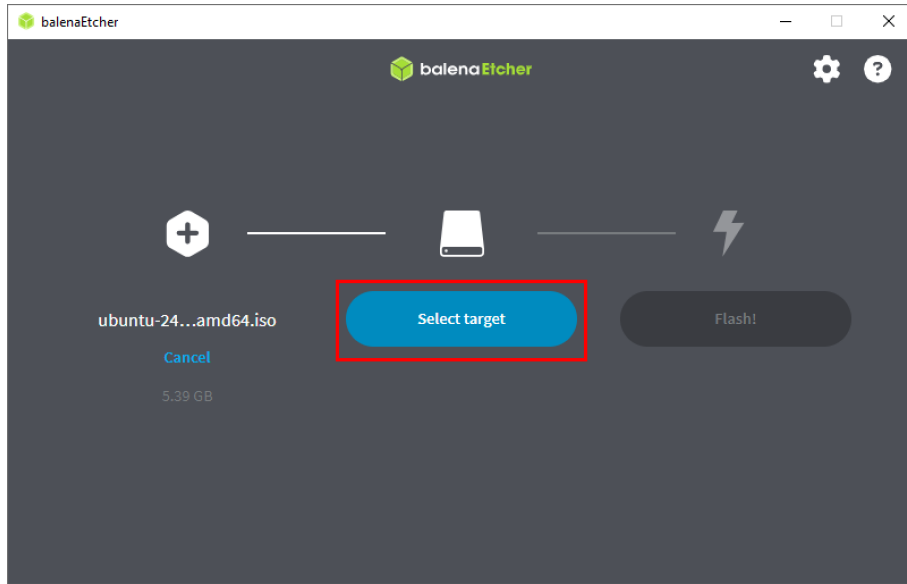 balenaEtcher
balenaEtcher
?
ubuntu-24...amd64.iso
Select target
Flash!
Cancel
5.39 GB